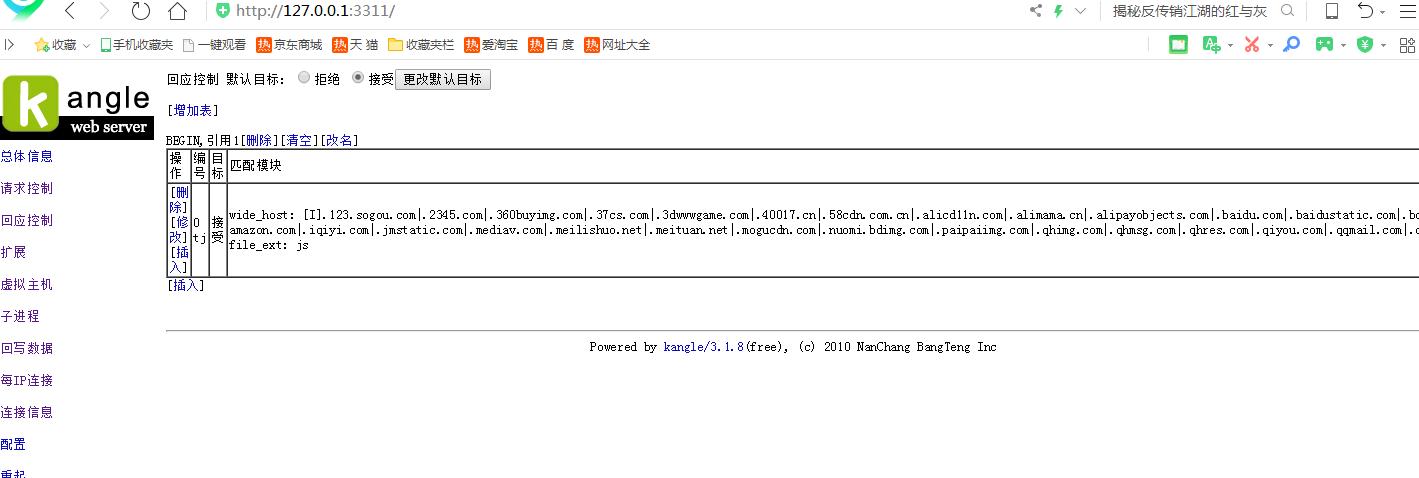 http://127.0.0.1:3311/
揭秘反传销江湖的红与灰
收藏 手机收藏夹 一键观看 热 京东商城 热 天 猫 收藏夹栏 热 爱淘宝 热 百 度 热 网址大全
kangle
web server
总体信息
请求控制
回应控制
扩展
虚拟主机
子进程
回写数据
每IP连接
连接信息
配置
重起
回应控制 默认目标: 拒绝 接受 更改默认目标
[增加表]
BEGIN,引用1[删除][清空][改名]
操作 编号 目标 匹配模块
[删除][修改][插入] 0 tj 接受
wide_host: [I].123.sogou.com|.2345.com|.360buyimg.com|.37cs.com|.3dwwwgame.com|.40017.cn|.58cdn.com.cn|.alicdn.com|.alimama.cn|.alipayobjects.com|.baidu.com|.baidustatic.com|
amazon.com|.iqiyi.com|.jmstatic.com|.mediav.com|.meilishuo.net|.meituan.net|.mogucdn.com|.nuomi.bdimg.com|.paipaiimg.com|.qhimg.com|.qhmsg.com|.qhres.com|.qiyou.com|.qqmail.com|
file_ext: js
[插入]
Powered by kangle/3.1.8(free), (c) 2010 NanChang BangTeng Inc